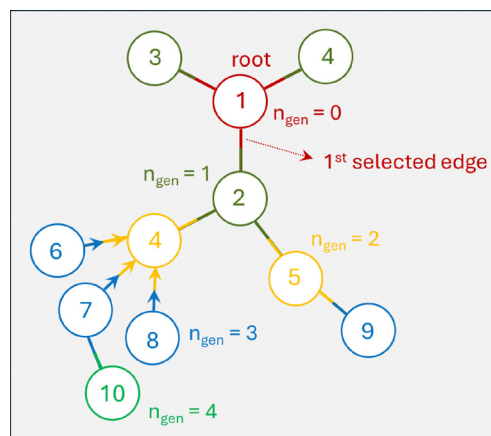 3
root
4
1
n_gen = 0
1st selected edge
n_gen = 1
2
4
n_gen = 2
6
5
7
8
9
n_gen = 3
10
n_gen = 4